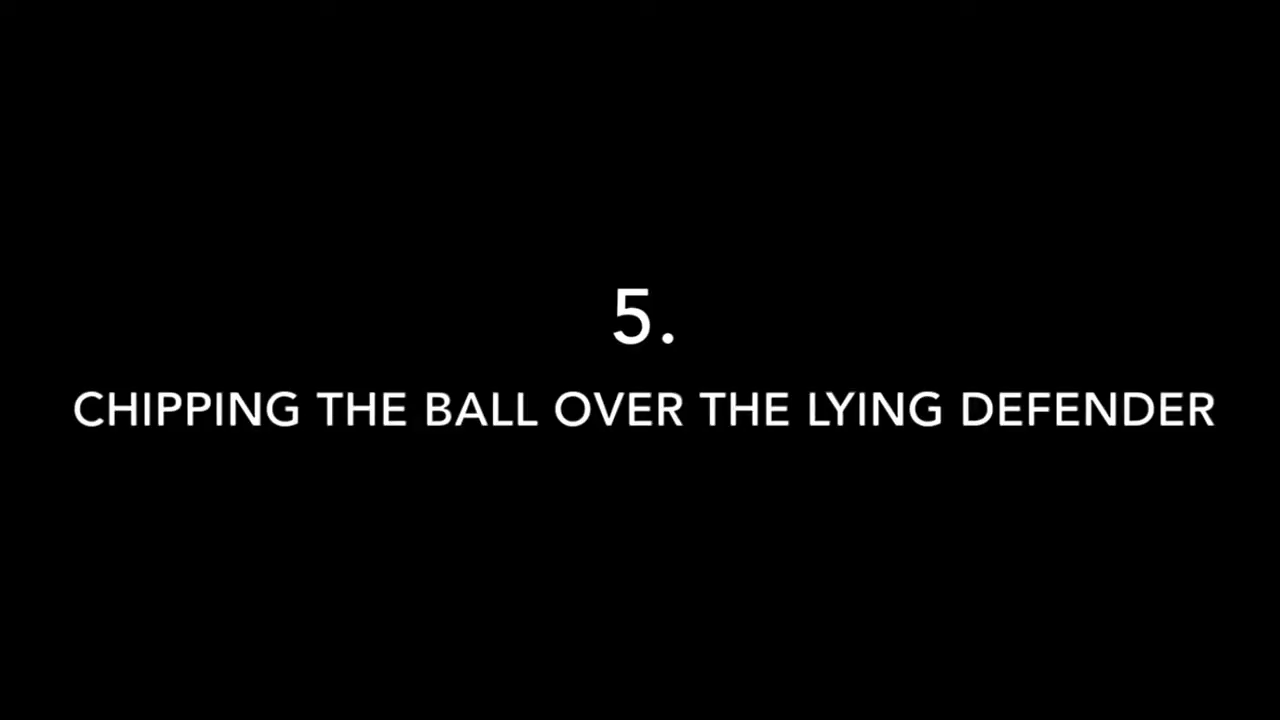 5.
CHIPPING THE BALL OVER THE LYING DEFENDER